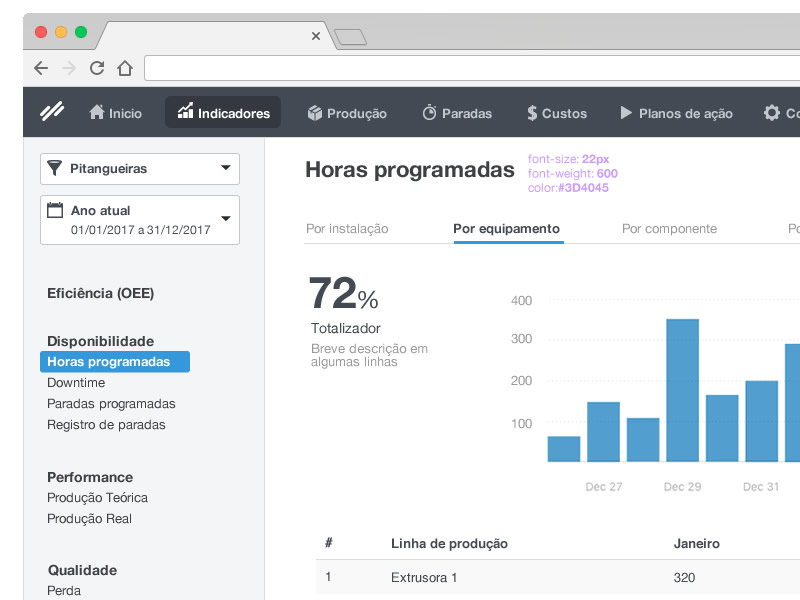 Inicio
Indicadores
Produção
Paradas
Custos
Planos de ação
Pitangueiras
Ano atual
01/01/2017 a 31/12/2017
Eficiência (OEE)
Disponibilidade
Horas programadas
Downtime
Paradas programadas
Registro de paradas
Performance
Produção Teórica
Produção Real
Qualidade
Perda
Horas programadas
font-size: 22px
font-weight: 600
color:#3D4045
Por instalação
Por equipamento
Por componente
72%
Totalizador
Breve descrição em
algumas linhas
400
300
200
100
Dec 27
Dec 29
Dec 31
# Linha de produção Janeiro
1 Extrusora 1 320